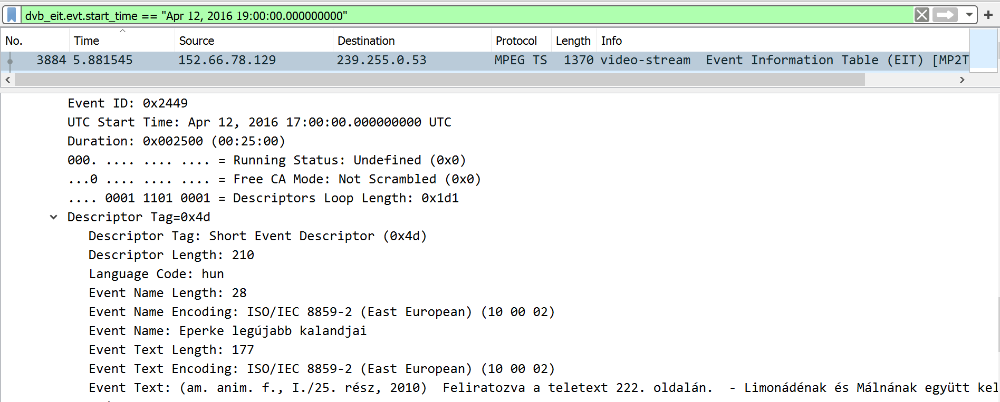 dvb_eit.evt.start_time == "Apr 12, 2016 19:00:00.000000000"
No. Time Source Destination Protocol Length Info
3884 5.881545 152.66.78.129 239.255.0.53 MPEG TS 1370 video-stream Event Information Table (EIT) [MP2T
Event ID: 0x2449
UTC Start Time: Apr 12, 2016 17:00:00.000000000 UTC
Duration: 0x002500 (00:25:00)
000. .... .... .... = Running Status: Undefined (0x0)
...0 .... .... .... = Free CA Mode: Not Scrambled (0x0)
.... 0001 1101 0001 = Descriptors Loop Length: 0x1d1
Descriptor Tag=0x4d
Descriptor Tag: Short Event Descriptor (0x4d)
Descriptor Length: 210
Language Code: hun
Event Name Length: 28
Event Name Encoding: ISO/IEC 8859-2 (East European) (10 00 02)
Event Name: Eperke legújabb kalandjai
Event Text Length: 177
Event Text Encoding: ISO/IEC 8859-2 (East European) (10 00 02)
Event Text: (am. anim. f., I./25. rész, 2010)  Feliratozva a teletext 222. oldalán.  - Limonádénak és Málnának együtt kel